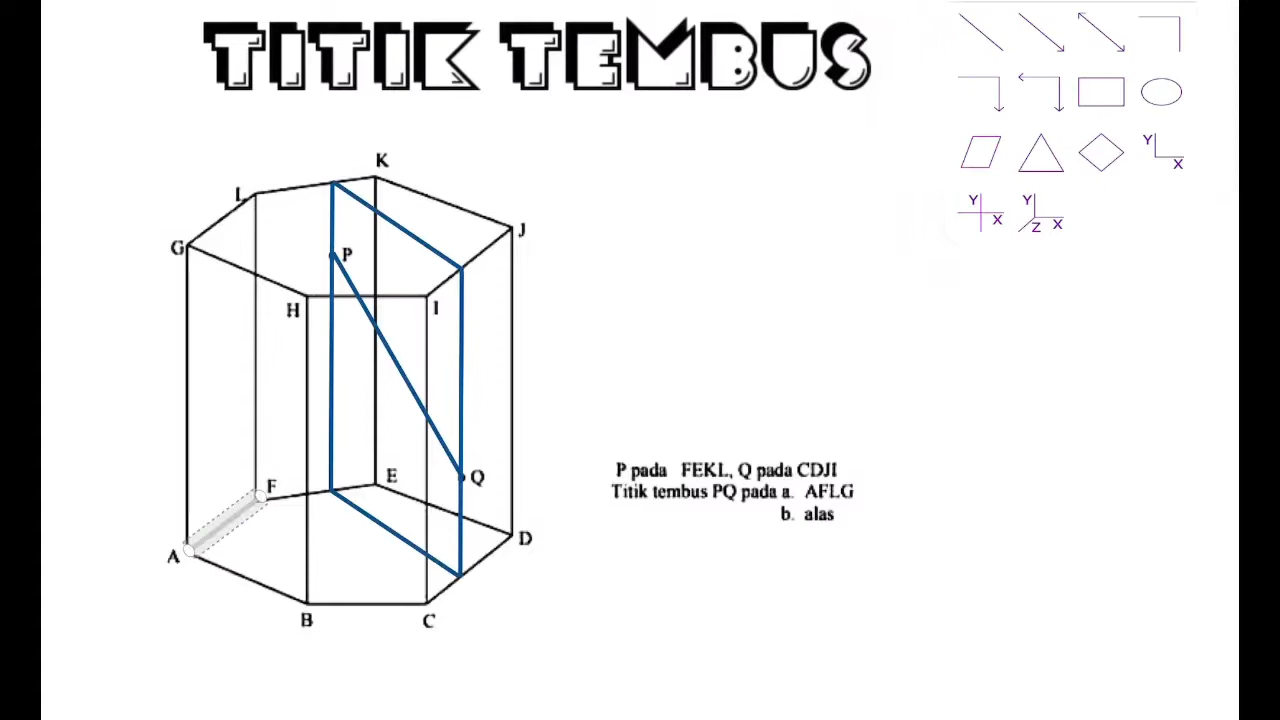 TITIK TEMBUS
Y
X
Y
X
Y
Z
X
K
L
J
G
P
H
I
E
Q
F
D
A
B
C
P pada FEKL, Q pada CDJI
Titik tembus PQ pada a. AFLG
b. alas